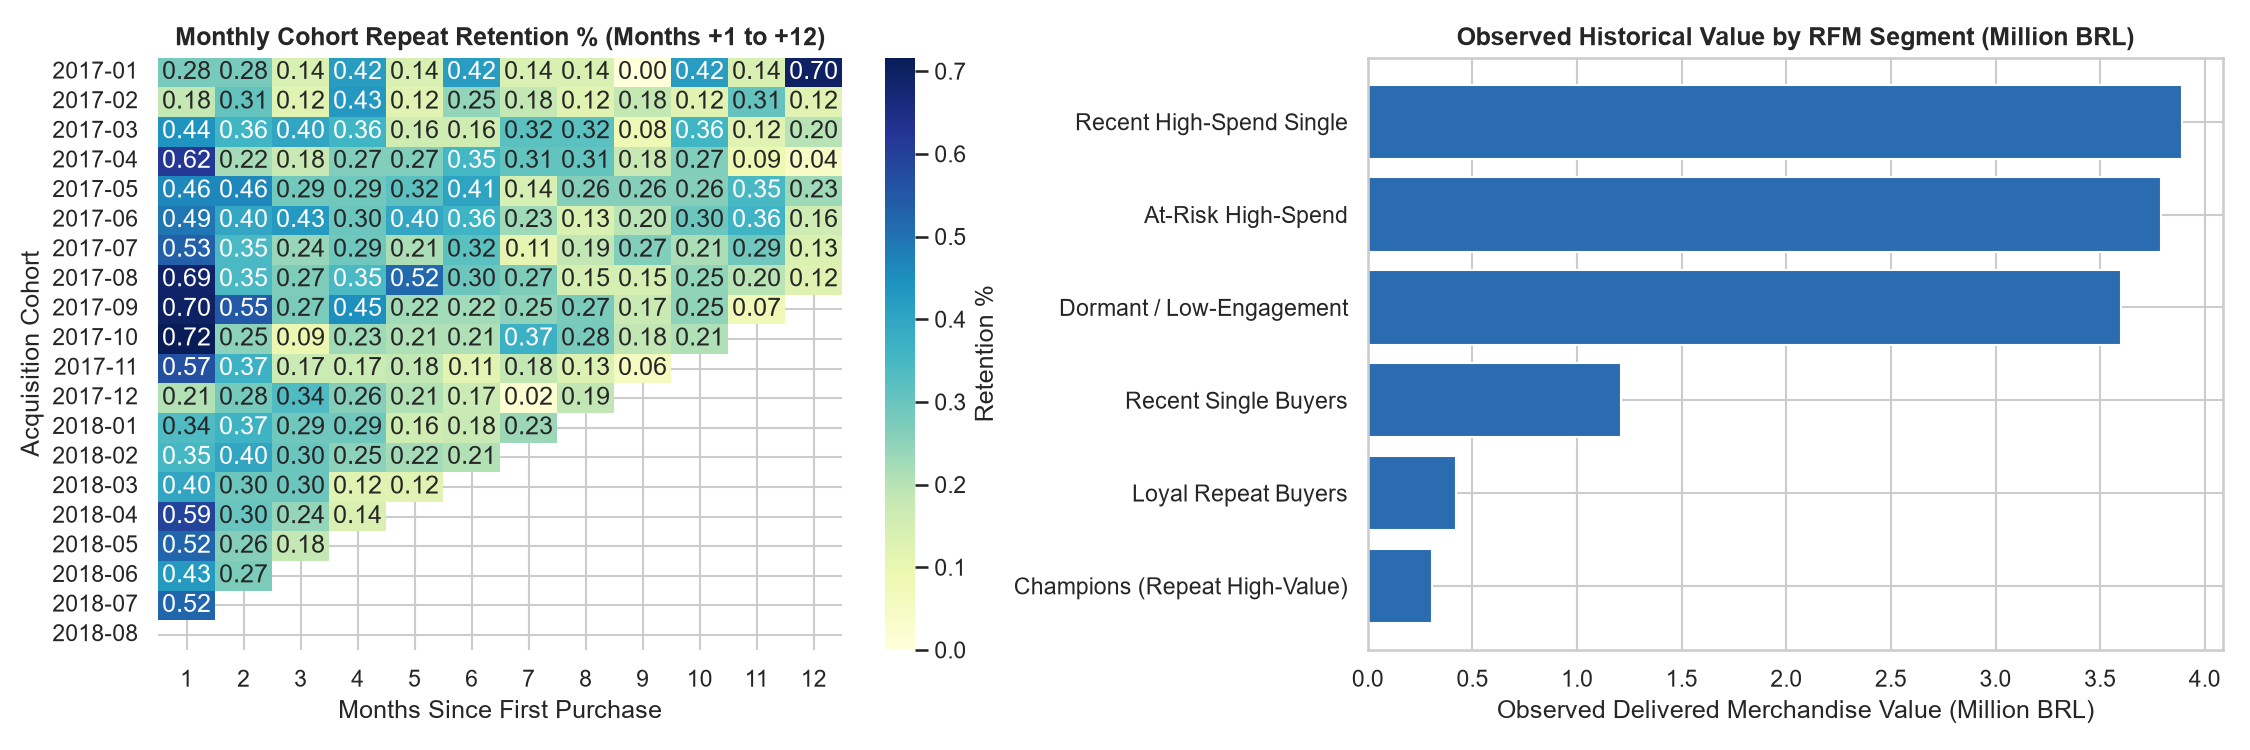 Monthly Cohort Repeat Retention % (Months +1 to +12)
Acquisition Cohort
2017-01 0.28 0.28 0.14 0.42 0.14 0.42 0.14 0.14 0.00 0.42 0.14 0.70
2017-02 0.18 0.31 0.12 0.43 0.12 0.25 0.18 0.12 0.18 0.12 0.31 0.12
2017-03 0.44 0.36 0.40 0.36 0.16 0.16 0.32 0.32 0.08 0.36 0.12 0.20
2017-04 0.62 0.22 0.18 0.27 0.27 0.35 0.31 0.31 0.18 0.27 0.09 0.04
2017-05 0.46 0.46 0.29 0.29 0.32 0.41 0.14 0.26 0.26 0.26 0.35 0.23
2017-06 0.49 0.40 0.43 0.30 0.40 0.36 0.23 0.13 0.20 0.30 0.36 0.16
2017-07 0.53 0.35 0.24 0.29 0.21 0.32 0.11 0.19 0.27 0.21 0.29 0.13
2017-08 0.69 0.35 0.27 0.35 0.52 0.30 0.27 0.15 0.15 0.25 0.20 0.12
2017-09 0.70 0.55 0.27 0.45 0.22 0.22 0.25 0.27 0.17 0.25 0.07
2017-10 0.72 0.25 0.09 0.23 0.21 0.21 0.37 0.28 0.18 0.21
2017-11 0.57 0.37 0.17 0.17 0.18 0.11 0.18 0.13 0.06
2017-12 0.21 0.28 0.34 0.26 0.21 0.17 0.02 0.19
2018-01 0.34 0.37 0.29 0.29 0.16 0.18 0.23
2018-02 0.35 0.40 0.30 0.25 0.22 0.21
2018-03 0.40 0.30 0.30 0.12 0.12
2018-04 0.59 0.30 0.24 0.14
2018-05 0.52 0.26 0.18
2018-06 0.43 0.27
2018-07 0.52
2018-08
1 2 3 4 5 6 7 8 9 10 11 12
Months Since First Purchase
0.7
0.6
0.5
0.4
0.3
0.2
0.1
0.0
Retention %
Observed Historical Value by RFM Segment (Million BRL)
Recent High-Spend Single
At-Risk High-Spend
Dormant / Low-Engagement
Recent Single Buyers
Loyal Repeat Buyers
Champions (Repeat High-Value)
0.0 0.5 1.0 1.5 2.0 2.5 3.0 3.5 4.0
Observed Delivered Merchandise Value (Million BRL)